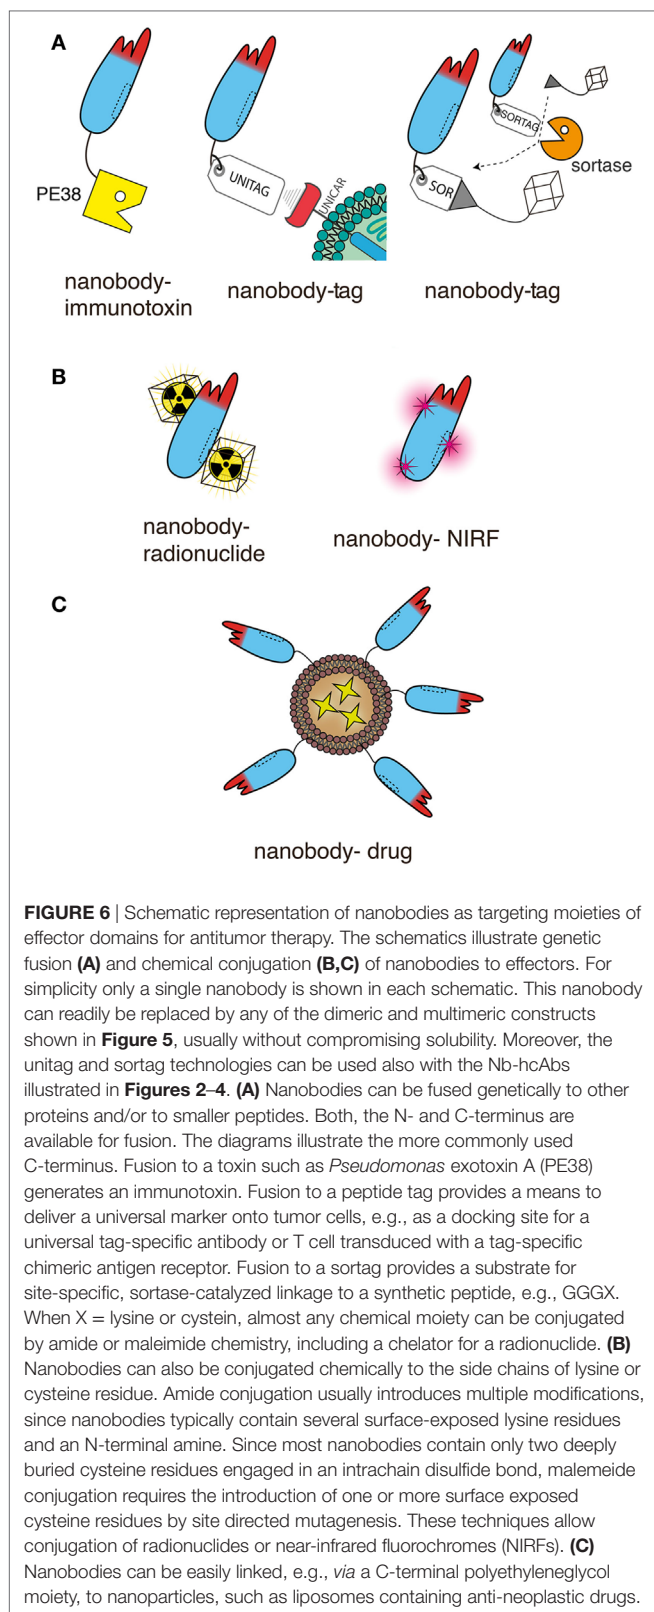 A
PE38
UNITAG
UNICAR
SORTAG
SOR
sortase
nanobody-
immunotoxin
nanobody-tag
nanobody-tag
B
nanobody-
radionuclide
nanobody- NIRF
C
nanobody- drug
FIGURE 6 | Schematic representation of nanobodies as targeting moieties of
effector domains for antitumor therapy. The schematics illustrate genetic
fusion (A) and chemical conjugation (B,C) of nanobodies to effectors. For
simplicity only a single nanobody is shown in each schematic. This nanobody
can readily be replaced by any of the dimeric and multimeric constructs
shown in Figure 5, usually without compromising solubility. Moreover, the
unitag and sortag technologies can be used also with the Nb-hcAbs
illustrated in Figures 2–4. (A) Nanobodies can be fused genetically to other
proteins and/or to smaller peptides. Both, the N- and C-terminus are
available for fusion. The diagrams illustrate the more commonly used
C-terminus. Fusion to a toxin such as Pseudomonas exotoxin A (PE38)
generates an immunotoxin. Fusion to a peptide tag provides a means to
deliver a universal marker onto tumor cells, e.g., as a docking site for a
universal tag-specific antibody or T cell transduced with a tag-specific
chimeric antigen receptor. Fusion to a sortag provides a substrate for
site-specific, sortase-catalyzed linkage to a synthetic peptide, e.g., GGGX.
When X = lysine or cystein, almost any chemical moiety can be conjugated
by amide or maleimide chemistry, including a chelator for a radionuclide. (B)
Nanobodies can also be conjugated chemically to the side chains of lysine or
cysteine residue. Amide conjugation usually introduces multiple modifications,
since nanobodies typically contain several surface-exposed lysine residues
and an N-terminal amine. Since most nanobodies contain only two deeply
buried cysteine residues engaged in an intrachain disulfide bond, malemeide
conjugation requires the introduction of one or more surface exposed
cysteine residues by site directed mutagenesis. These techniques allow
conjugation of radionuclides or near-infrared fluorochromes (NIRFs). (C)
Nanobodies can be easily linked, e.g., via a C-terminal polyethyleneglycol
moiety, to nanoparticles, such as liposomes containing anti-neoplastic drugs.